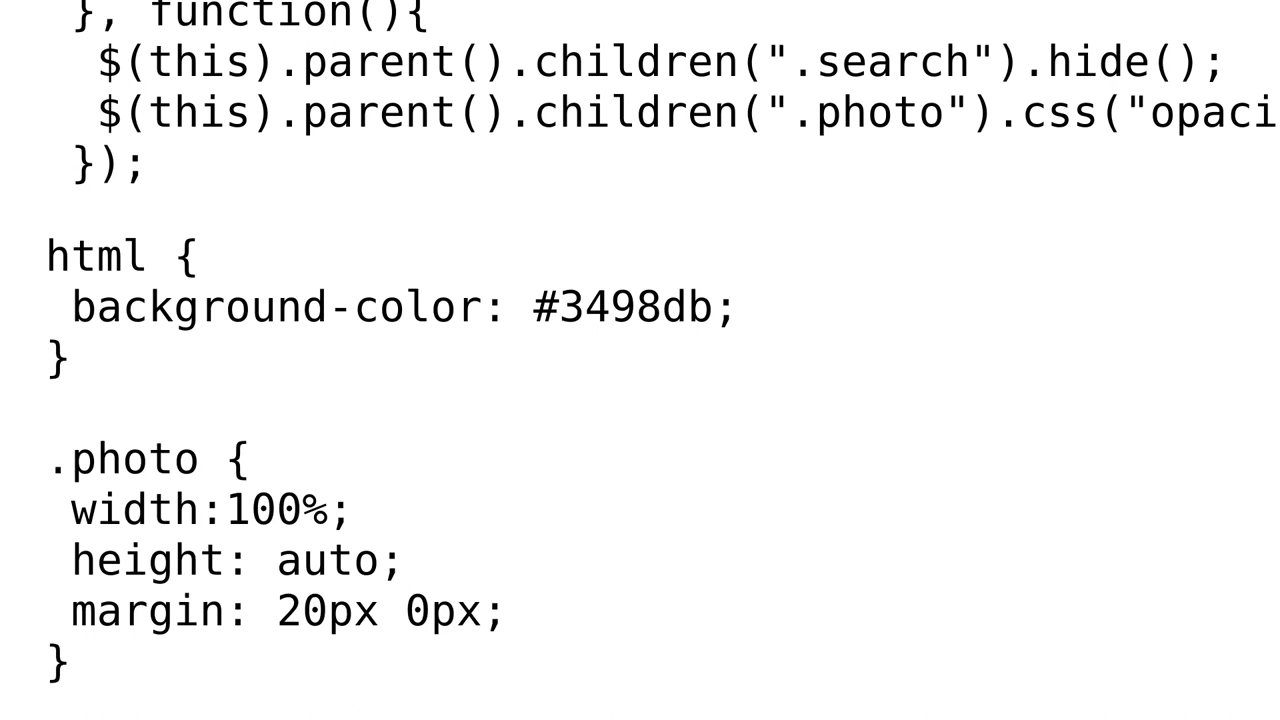 }, function(){
$(this).parent().children(".search").hide();
$(this).parent().children(".photo").css("opaci
});
html {
background-color: #3498db;
}
.photo {
width:100%;
height: auto;
margin: 20px 0px;
}